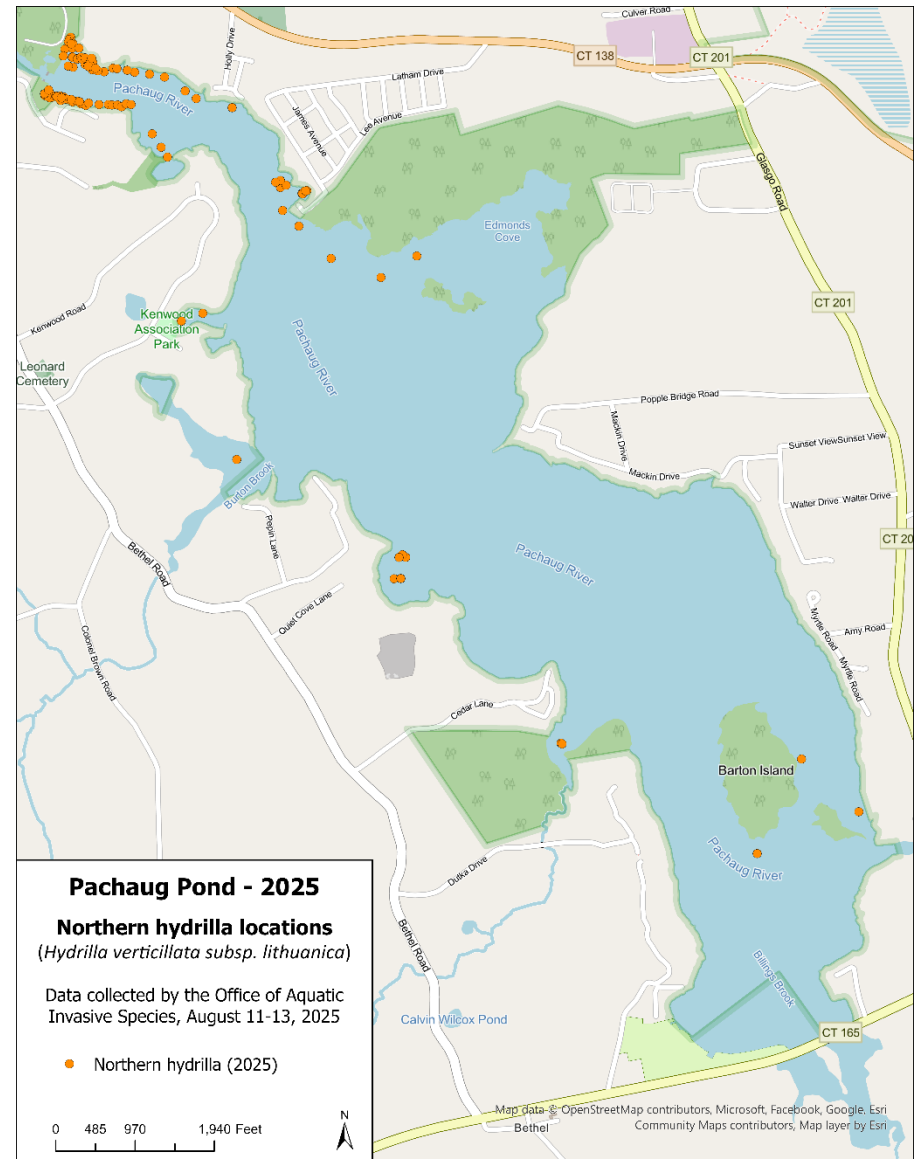 Culver Road
CT 138
CT 201
Holly Drive
Latham Drive
Pachaug River
James Avenue
Lee Avenue
Glasgo Road
Edmonds
Cove
CT 201
Kenwood Road
Kenwood
Association
Park
Pachaug River
Leonard
Cemetery
Popple Bridge Road
Mackin Drive
Sunset View
Sunset View
Mackin Drive
Burton Brook
Walter Drive
Walter Drive
Pepin Lane
CT 20
Bethel Road
Pachaug River
Quiet Cove Lane
Myrtle Road
Amy Road
Colonel Brown Road
Myrtle Road
Cedar Lane
Barton Island
Pachaug River
Dutka Drive
Bethel Road
Billings Brook
Calvin Wilcox Pond
CT 165
Bethel
Pachaug Pond - 2025
Northern hydrilla locations
(Hydrilla verticillata subsp. lithuanica)
Data collected by the Office of Aquatic
Invasive Species, August 11-13, 2025
Northern hydrilla (2025)
0 485 970 1,940 Feet
N
Map data © OpenStreetMap contributors, Microsoft, Facebook, Google, Esri
Community Maps contributors, Map layer by Esri